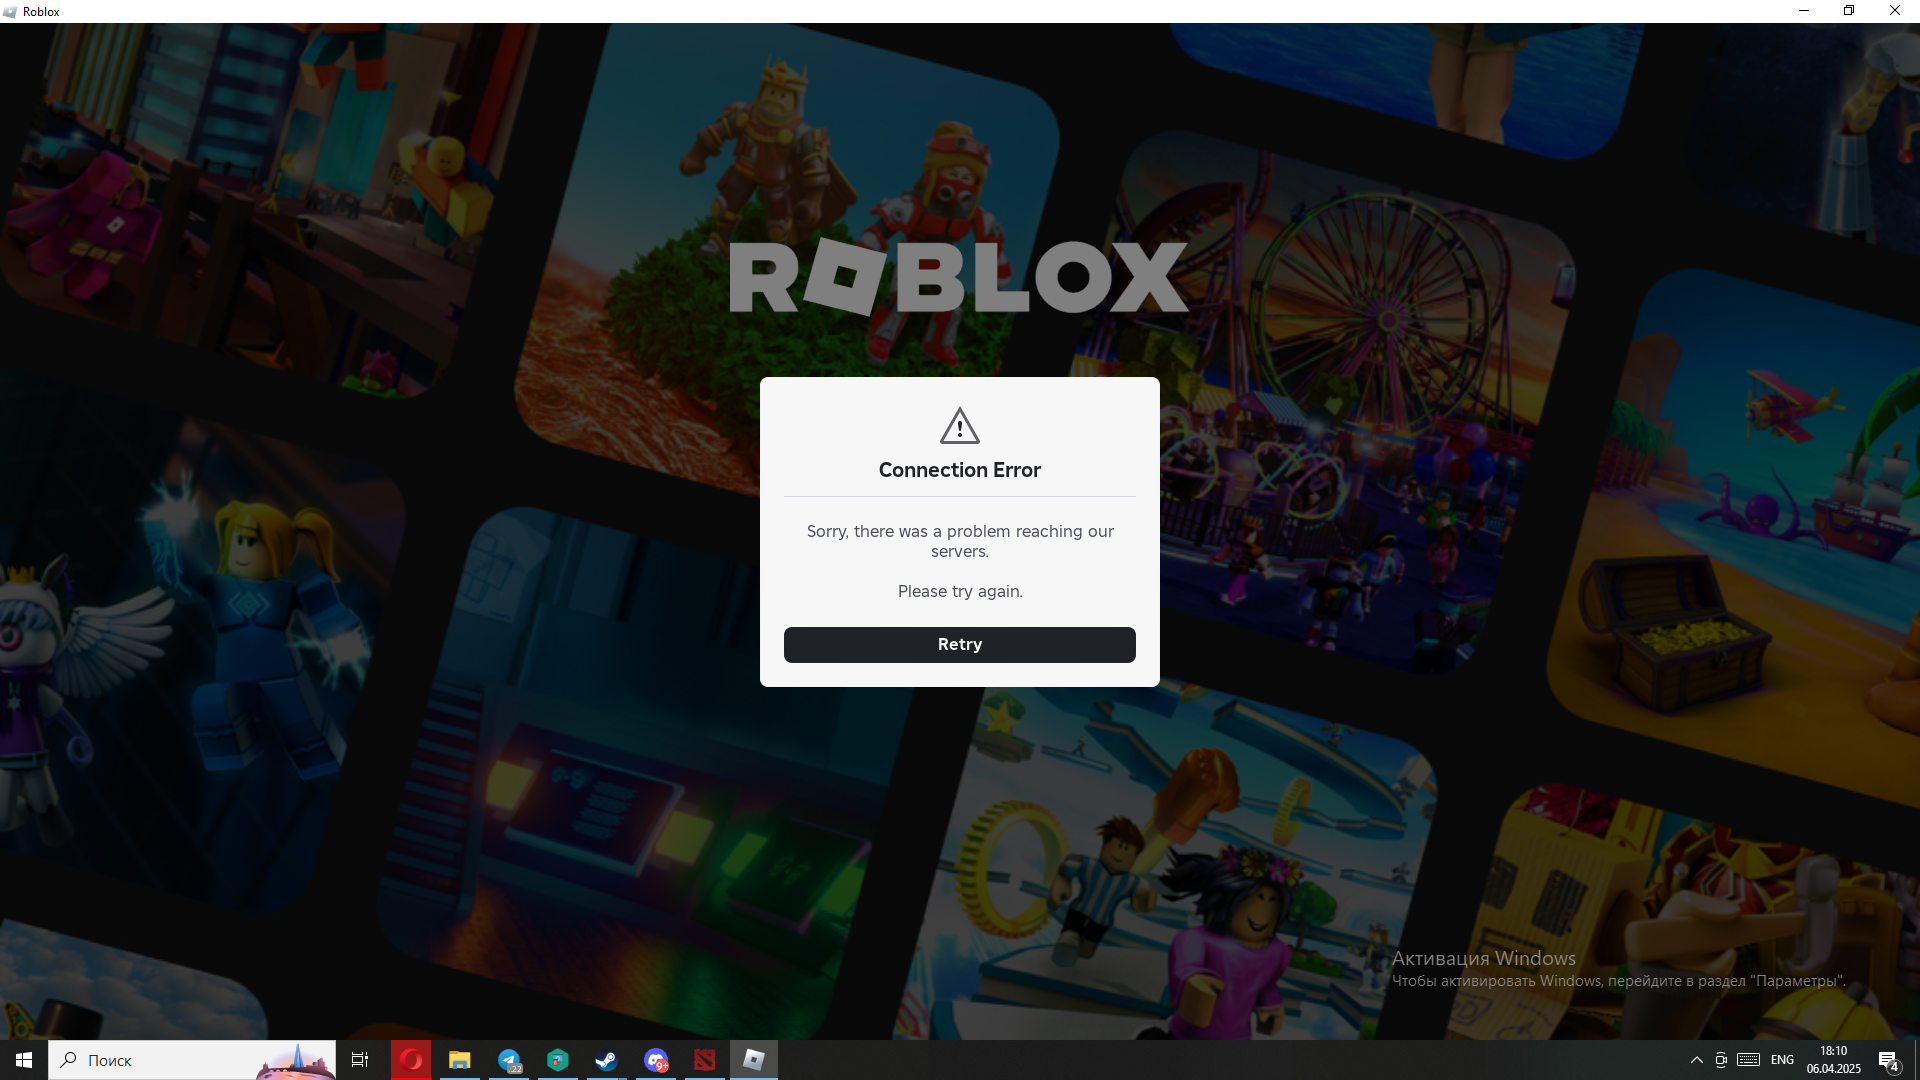 Roblox
ROBLOX
Connection Error
Sorry, there was a problem reaching our
servers.
Please try again.
Retry
Активация Windows
Чтобы активировать Windows, перейдите в раздел "Параметры".
Поиск
22
9+
ENG
18:10
06.04.2025
4